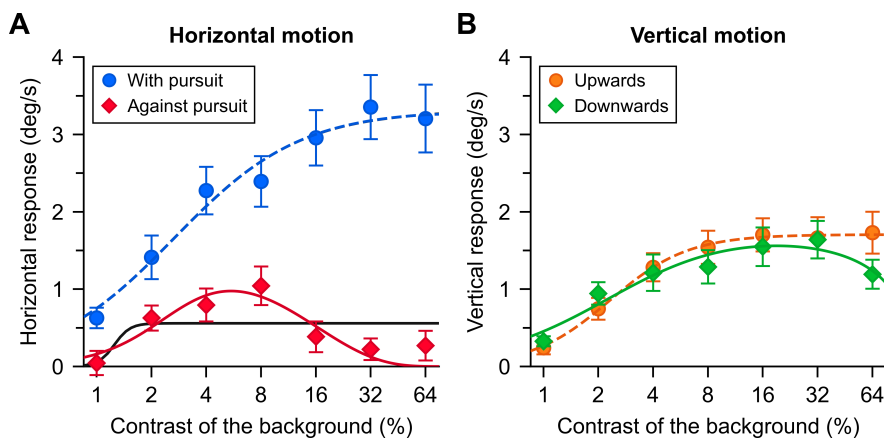 A
Horizontal motion
Horizontal response (deg/s)
4
3
2
1
0
With pursuit
Against pursuit
1 2 4 8 16 32 64
Contrast of the background (%)
B
Vertical motion
Vertical response (deg/s)
4
3
2
1
0
Upwards
Downwards
1 2 4 8 16 32 64
Contrast of the background (%)